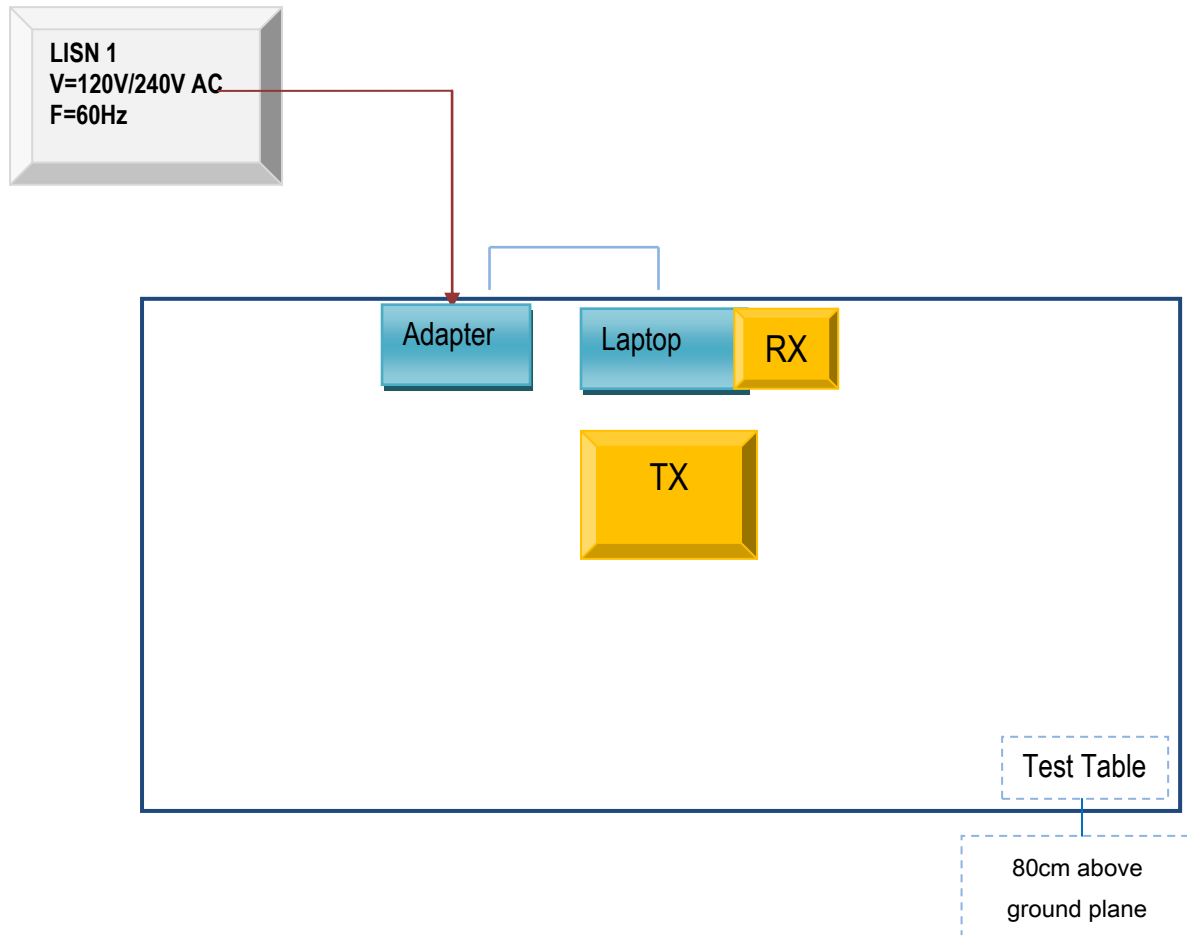 LISN 1
V=120V/240V AC
F=60Hz
Adapter
Laptop
RX
TX
Test Table
80cm above
ground plane